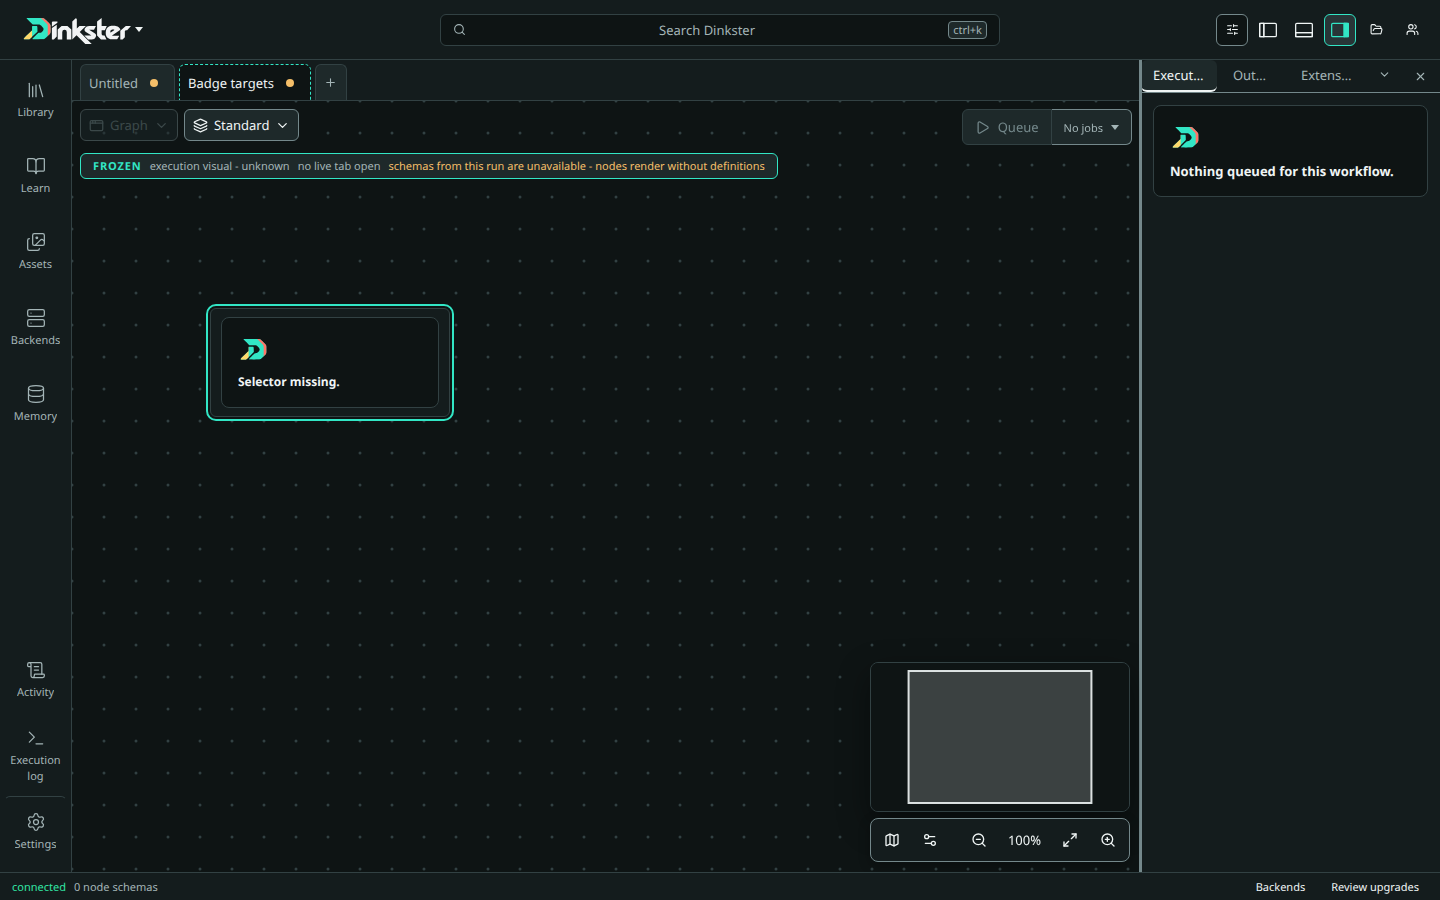 Dinkster
Search Dinkster
ctrl+k
Library
Learn
Assets
Backends
Memory
Activity
Execution
log
Settings
Untitled
Badge targets
Graph
Standard
Queue
No jobs
FROZEN execution visual - unknown no live tab open schemas from this run are unavailable - nodes render without definitions
Selector missing.
100%
Execut...
Out...
Extens...
Nothing queued for this workflow.
connected 0 node schemas
Backends
Review upgrades